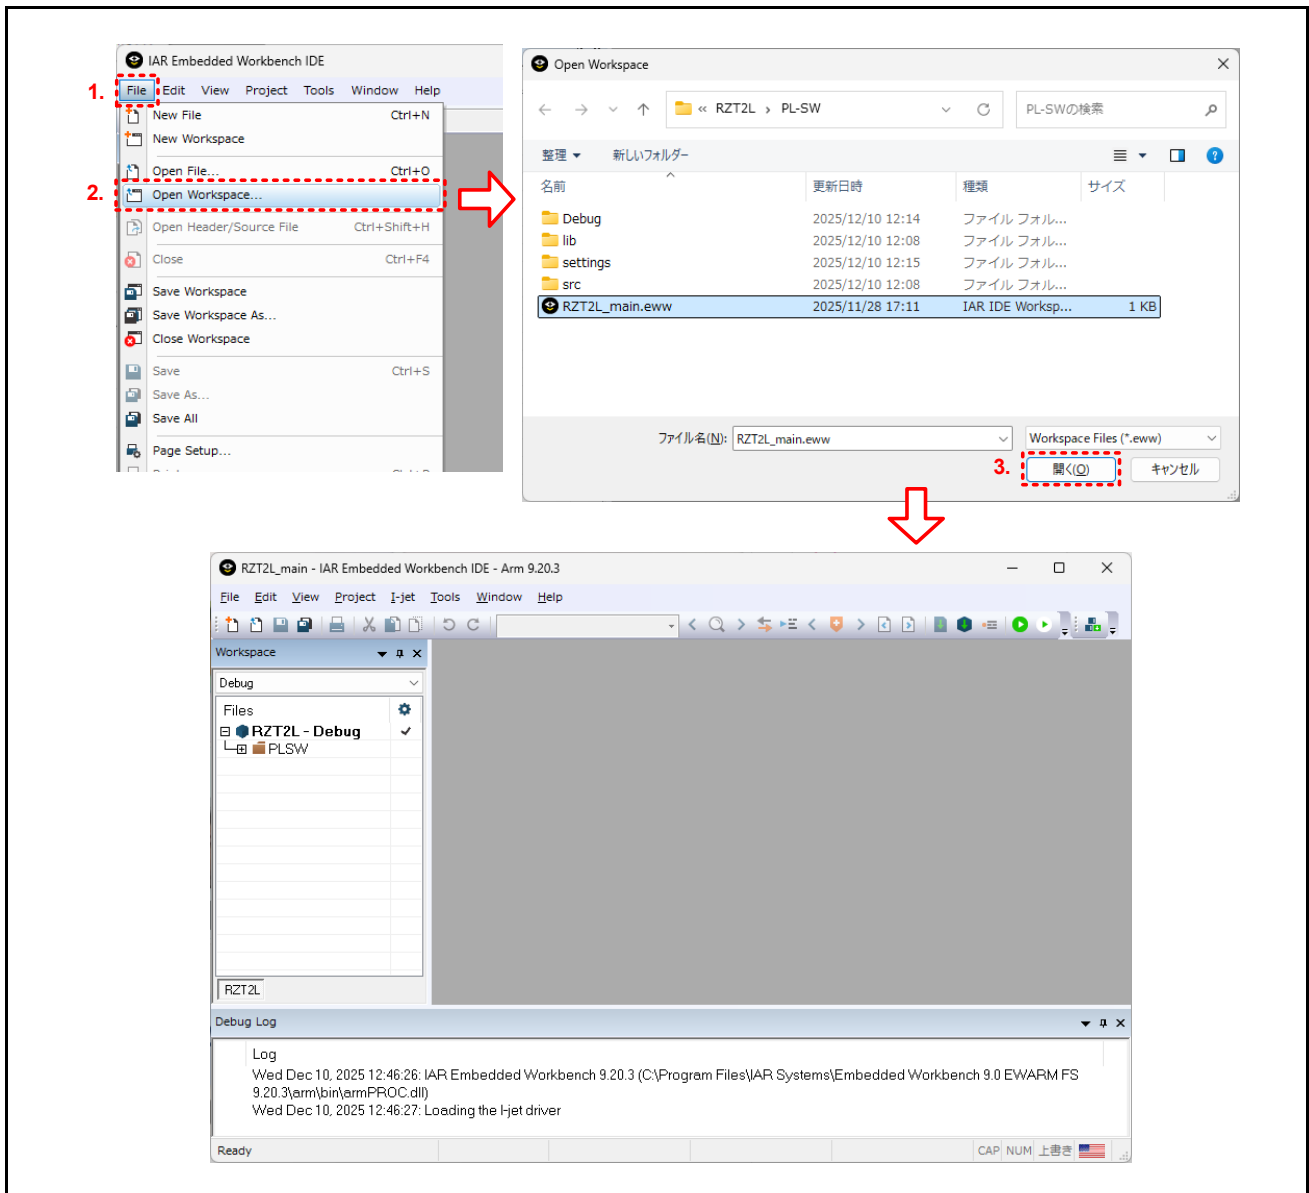 IAR Embedded Workbench IDE
1. File Edit View Project Tools Window Help
New File Ctrl+N
New Workspace
Open File... Ctrl+O
2. Open Workspace...
Open Header/Source File Ctrl+Shift+H
Close Ctrl+F4
Save Workspace
Save Workspace As...
Close Workspace
Save Ctrl+S
Save As...
Save All
Page Setup...
Open Workspace
« RZT2L › PL-SW
PL-SWの検索
整理 新しいフォルダー
名前 更新日時 種類 サイズ
Debug 2025/12/10 12:14 ファイル フォル...
lib 2025/12/10 12:08 ファイル フォル...
settings 2025/12/10 12:15 ファイル フォル...
src 2025/12/10 12:08 ファイル フォル...
RZT2L_main.eww 2025/11/28 17:11 IAR IDE Worksp... 1 KB
ファイル名(N): RZT2L_main.eww Workspace Files (*.eww)
3. 開く(O) キャンセル
RZT2L_main - IAR Embedded Workbench IDE - Arm 9.20.3
File Edit View Project I-jet Tools Window Help
Workspace
Debug
Files
RZT2L - Debug
PLSW
RZT2L
Debug Log
Log
Wed Dec 10, 2025 12:46:26: IAR Embedded Workbench 9.20.3 (C:\Program Files\IAR Systems\Embedded Workbench 9.0 EWARM FS
9.20.3\arm\bin\armPROC.dll)
Wed Dec 10, 2025 12:46:27: Loading the I-jet driver
Ready CAP NUM 上書き